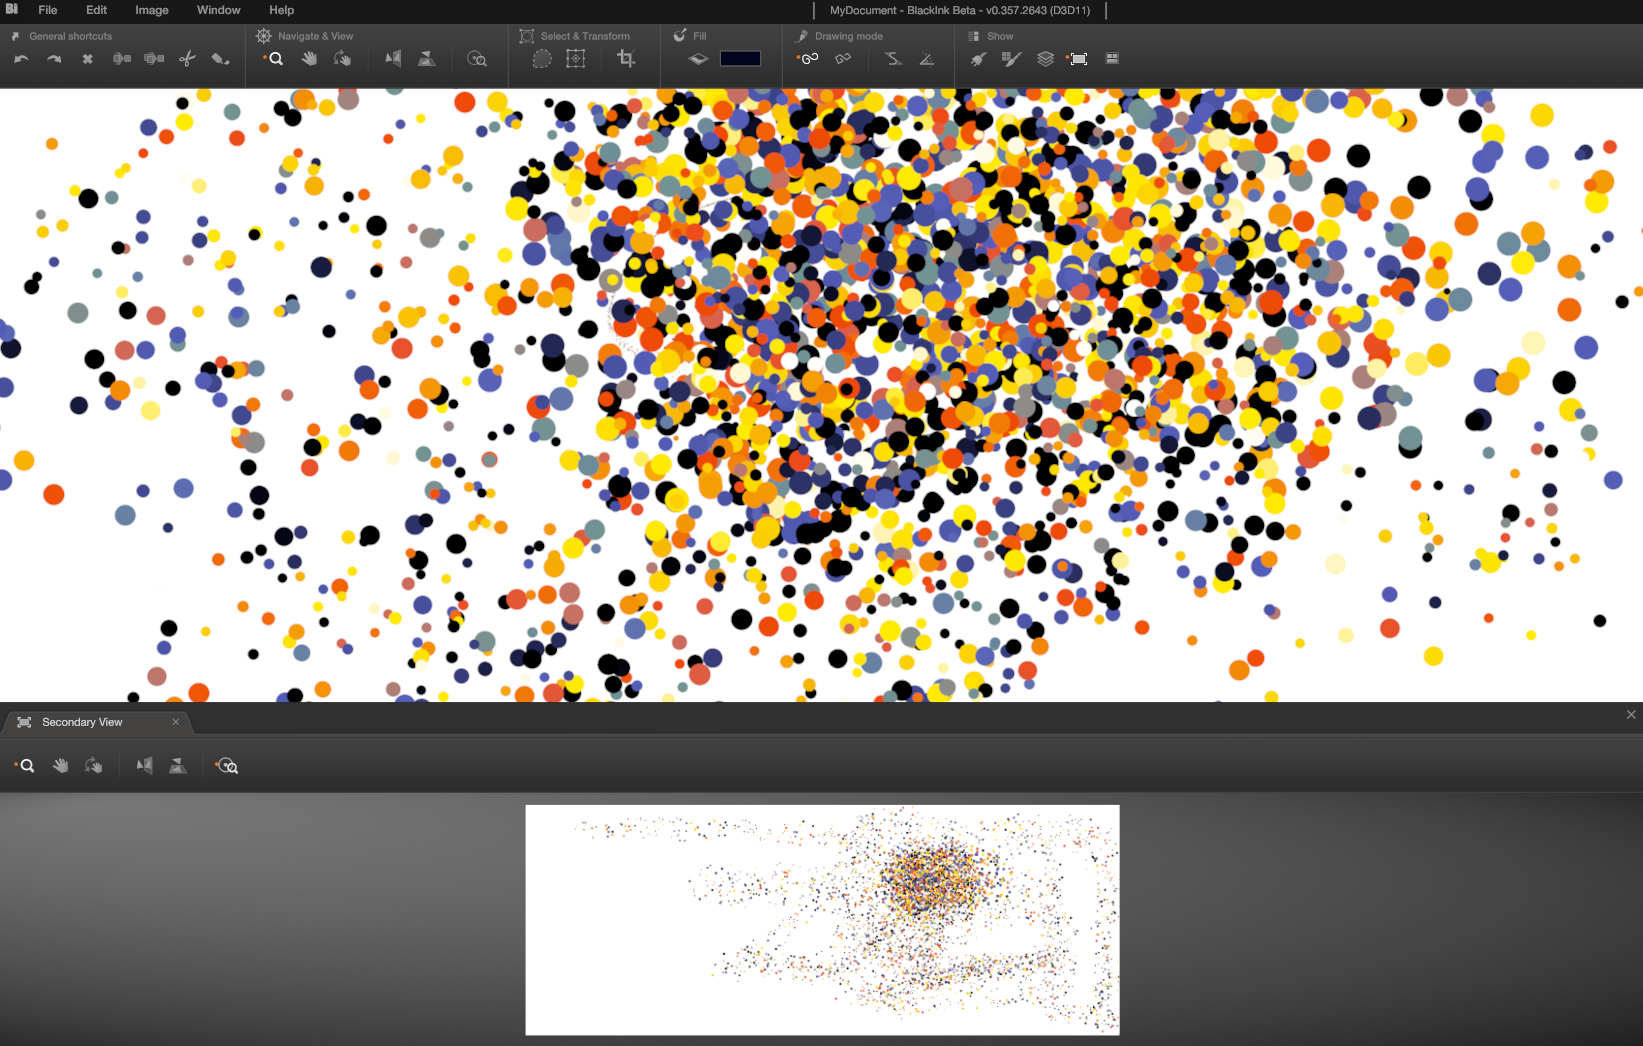 Bi File Edit Image Window Help MyDocument - BlackInk Beta - v0.357.2643 (D3D11)
General shortcuts Navigate & View Select & Transform Fill Drawing mode Show
Secondary View